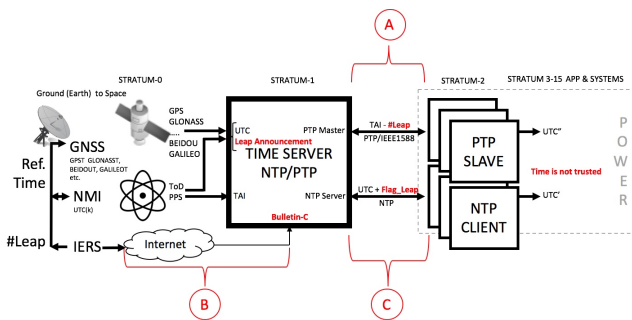 A
STRATUM-0
STRATUM-1
STRATUM-2
STRATUM 3-15 APP & SYSTEMS
Ground (Earth) to Space
GPS
GLONASS
.....
BEIDOU
GALILEO
UTC
Leap Announcement
PTP Master
TIME SERVER
NTP/PTP
TAI
NTP Server
Bulletin-C
TAI - #Leap
PTP/IEEE1588
UTC + Flag_Leap
NTP
PTP
SLAVE
NTP
CLIENT
UTC"
Time is not trusted
UTC'
POWER
GNSS
GPST GLONASST,
BEIDOUT, GALILEOT
etc.
Ref.
Time
NMI
UTC(k)
ToD
PPS
#Leap
IERS
Internet
B
C